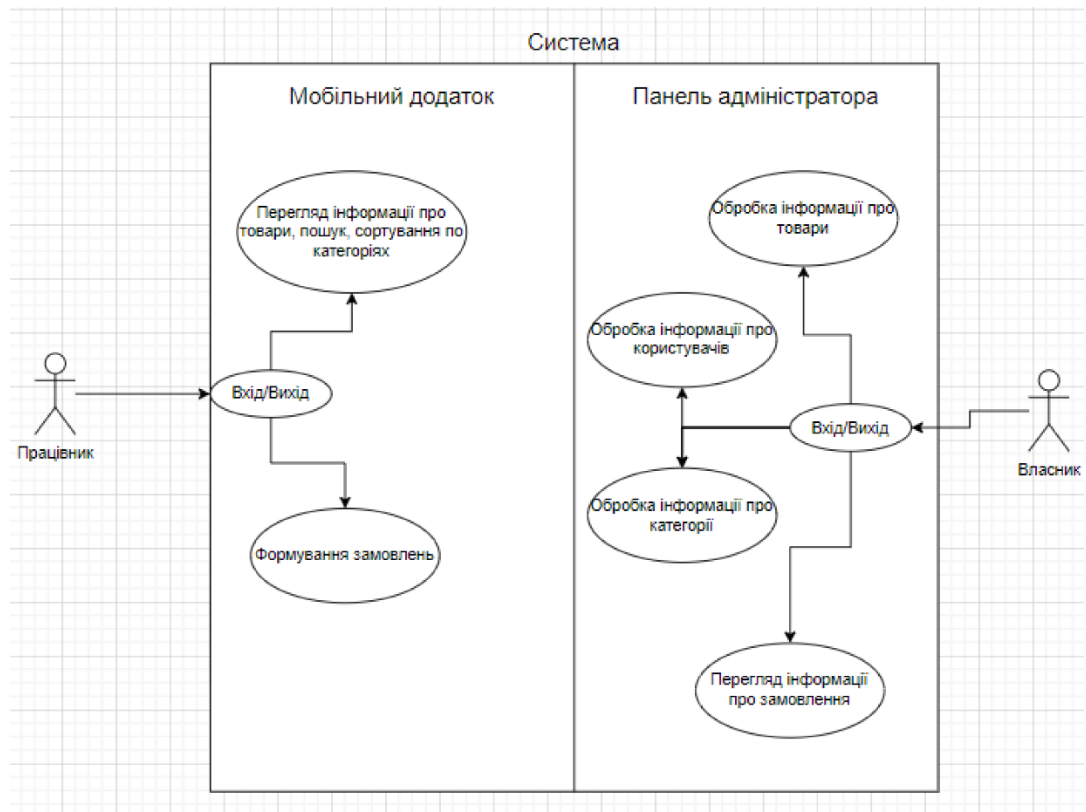 Система
Мобільний додаток
Панель адміністратора
Перегляд інформації про
товари, пошук, сортування по
категоріях
Обробка інформації про
товари
Обробка інформації про
користувачів
Вхід/Вихід
Працівник
Вхід/Вихід
Власник
Обробка інформації про
категорії
Формування замовлень
Перегляд інформації
про замовлення